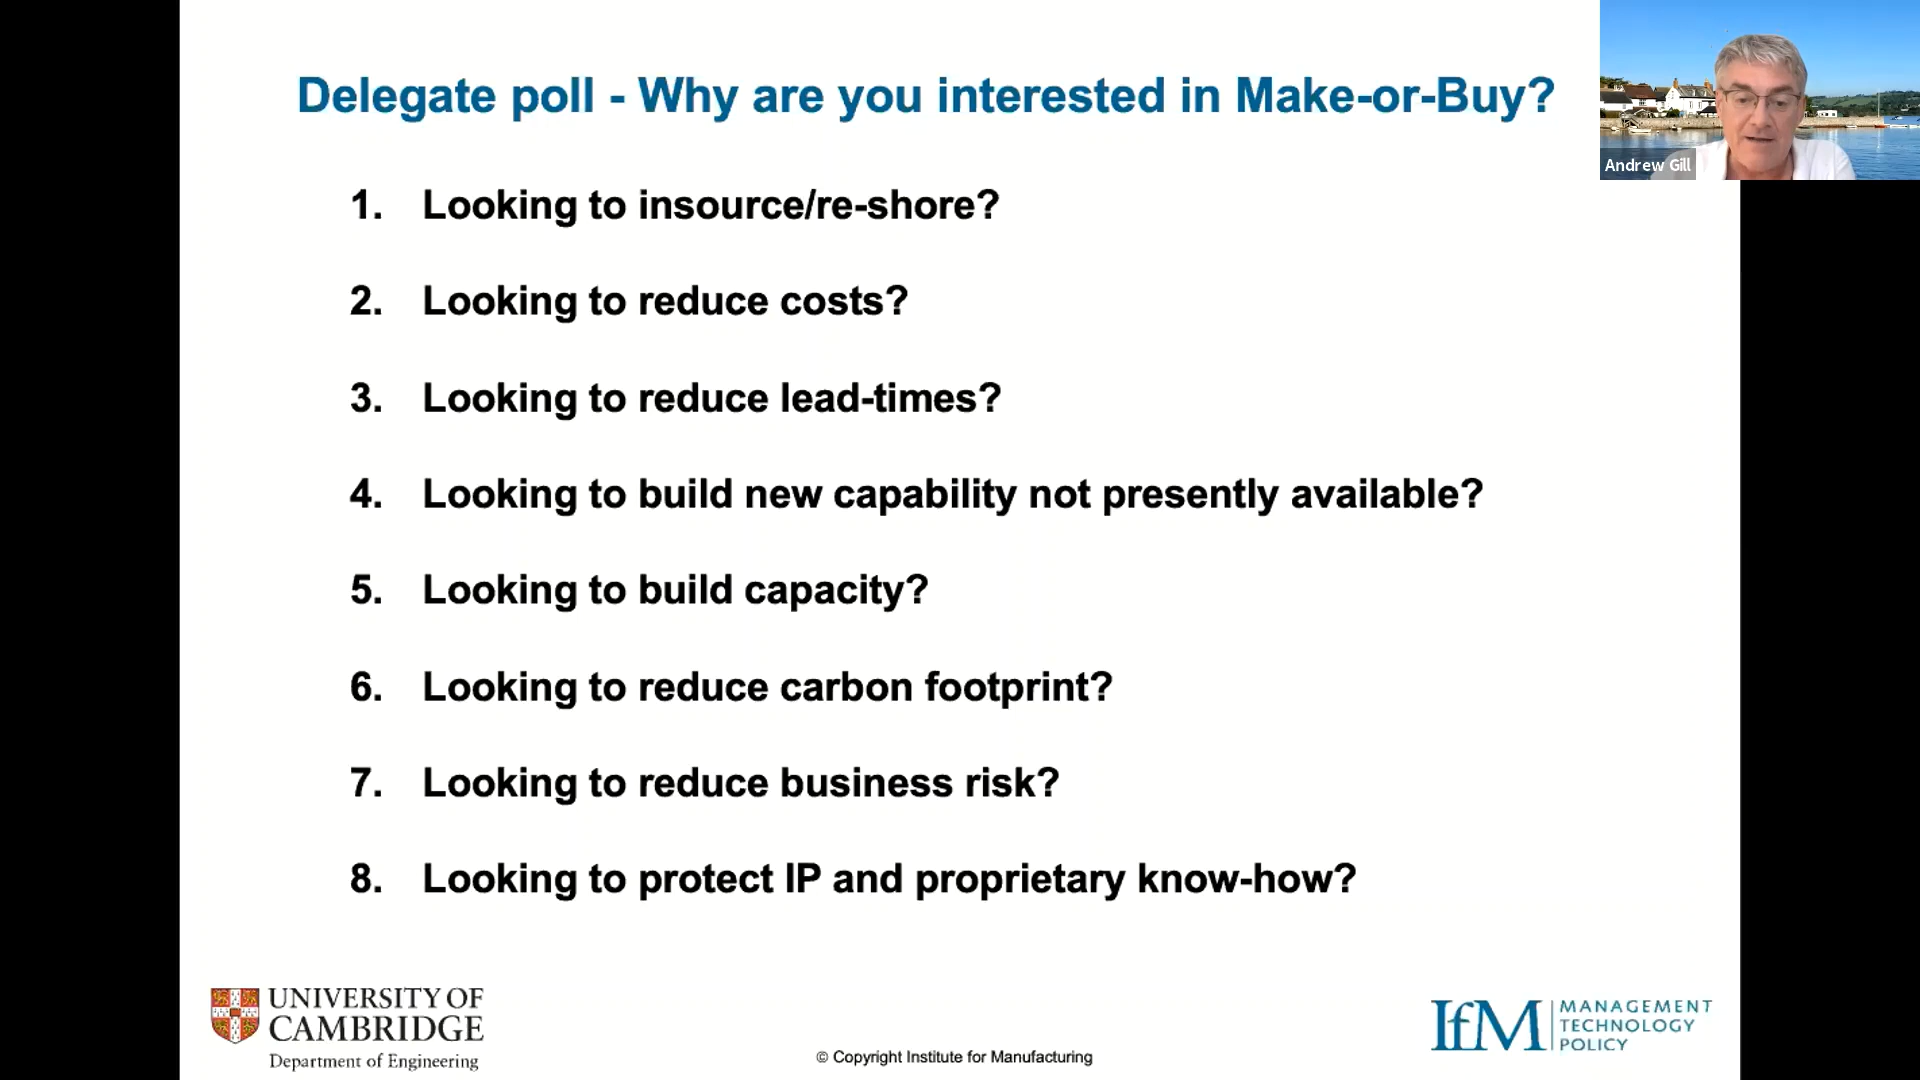 Delegate poll - Why are you interested in Make-or-Buy?
Andrew Gill
1. Looking to insource/re-shore?
2. Looking to reduce costs?
3. Looking to reduce lead-times?
4. Looking to build new capability not presently available?
5. Looking to build capacity?
6. Looking to reduce carbon footprint?
7. Looking to reduce business risk?
8. Looking to protect IP and proprietary know-how?
UNIVERSITY OF
CAMBRIDGE
Department of Engineering
© Copyright Institute for Manufacturing
IfM
MANAGEMENT
TECHNOLOGY
POLICY